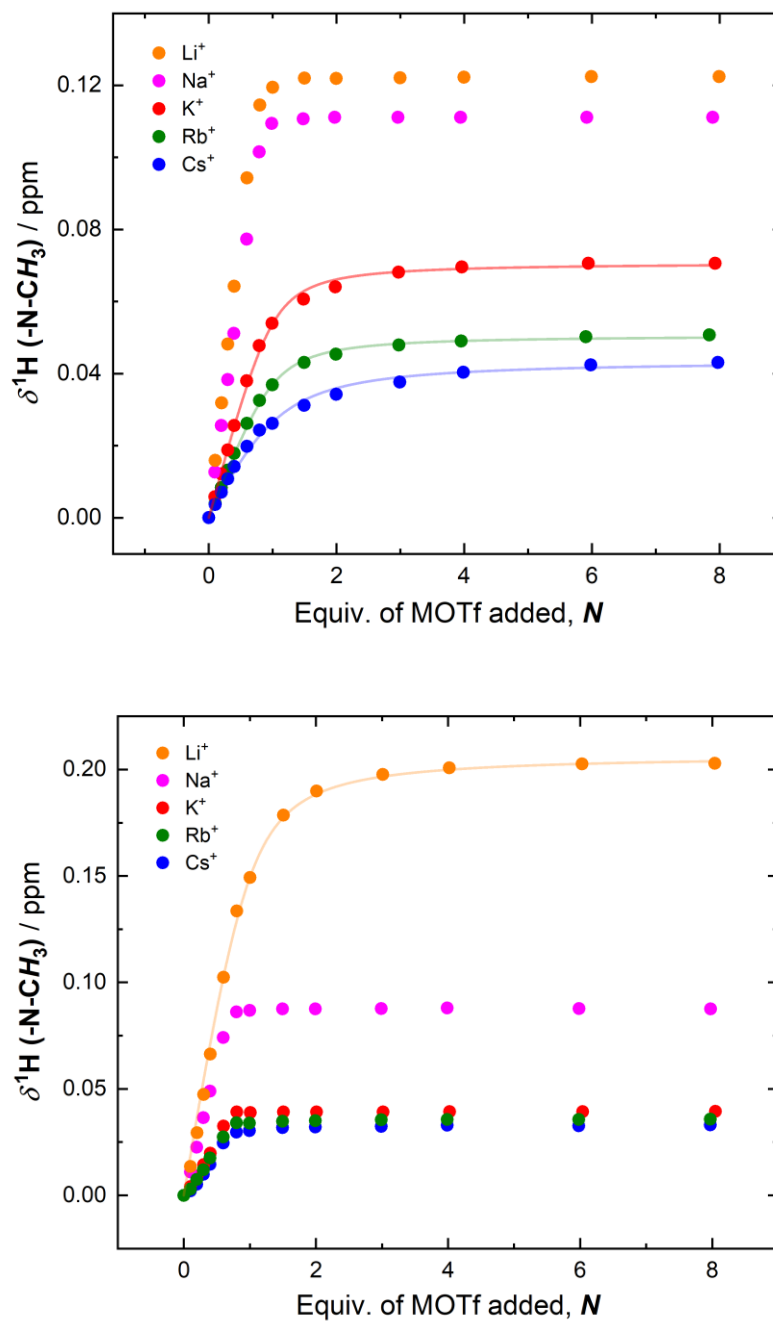 Li⁺
Na⁺
K⁺
Rb⁺
Cs⁺
0.12
0.08
0.04
0.00
δ¹H (-N-CH₃) / ppm
0 2 4 6 8
Equiv. of MOTf added, N
Li⁺
Na⁺
K⁺
Rb⁺
Cs⁺
0.20
0.15
0.10
0.05
0.00
δ¹H (-N-CH₃) / ppm
0 2 4 6 8
Equiv. of MOTf added, N